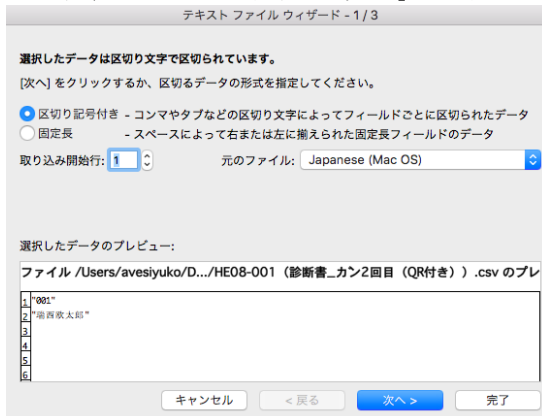 テキスト ファイル ウィザード - 1 / 3
選択したデータは区切り文字で区切られています。
[次へ] をクリックするか、区切るデータの形式を指定してください。
区切り記号付き - コンマやタブなどの区切り文字によってフィールドごとに区切られたデータ
固定長 - スペースによって右または左に揃えられた固定長フィールドのデータ
取り込み開始行: 1 元のファイル: Japanese (Mac OS)
選択したデータのプレビュー:
ファイル /Users/avesiyuko/D.../HE08-001（診断書_カン2回目（QR付き））.csv のプレ
1 "001"
2 "瑞西欧太郎"
3
4
5
6
キャンセル < 戻る 次へ > 完了